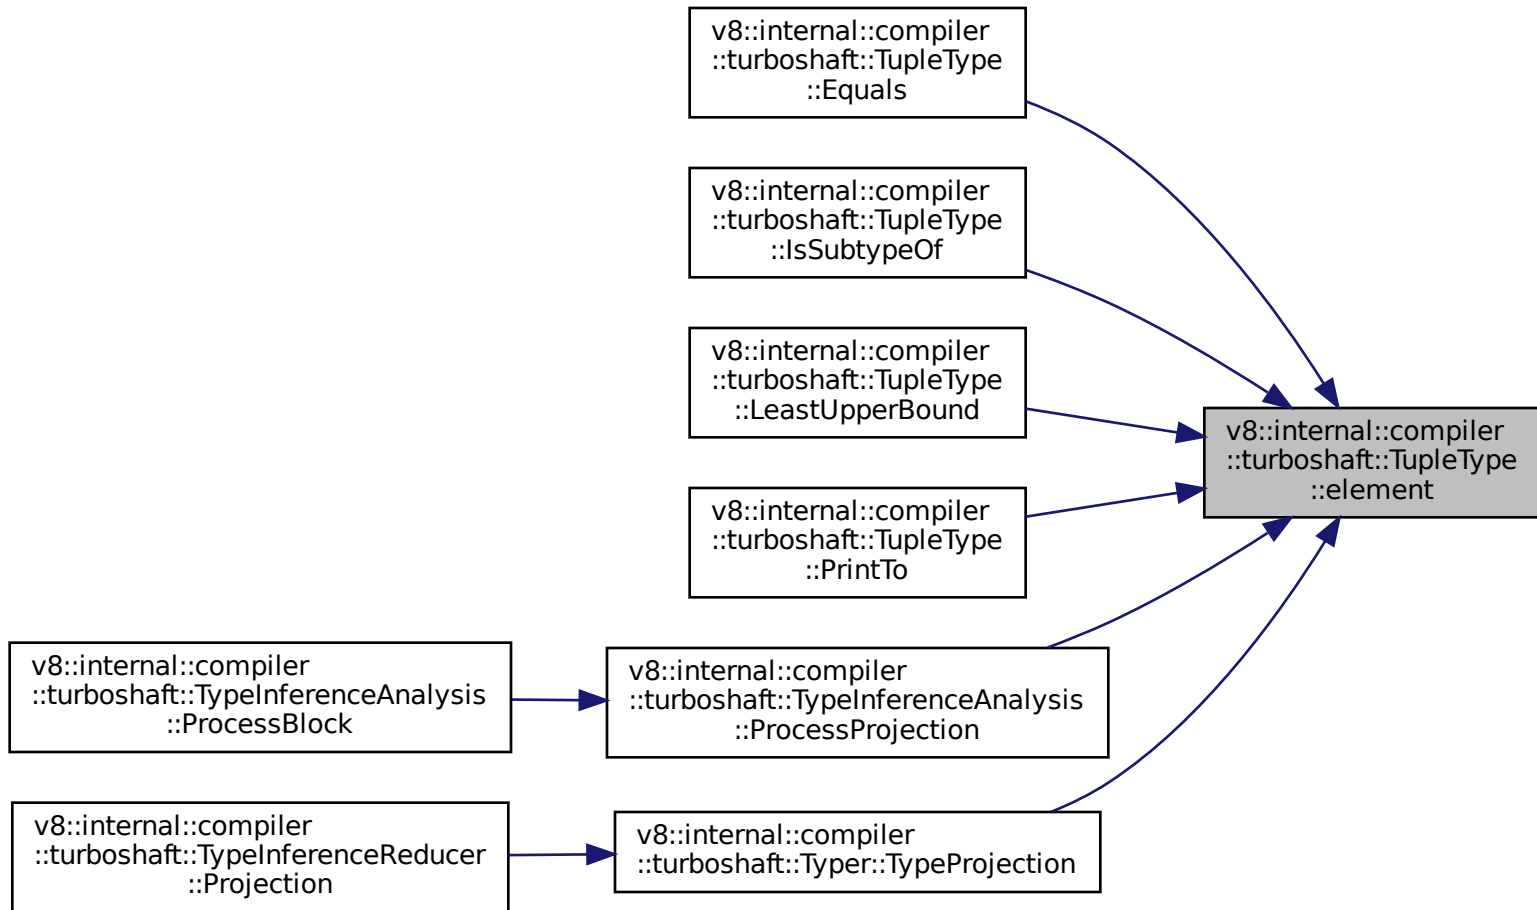 v8::internal::compiler
::turboshaft::TupleType
::Equals
v8::internal::compiler
::turboshaft::TupleType
::IsSubtypeOf
v8::internal::compiler
::turboshaft::TupleType
::LeastUpperBound
v8::internal::compiler
::turboshaft::TupleType
::element
v8::internal::compiler
::turboshaft::TupleType
::PrintTo
v8::internal::compiler
::turboshaft::TypeInferenceAnalysis
::ProcessBlock
v8::internal::compiler
::turboshaft::TypeInferenceAnalysis
::ProcessProjection
v8::internal::compiler
::turboshaft::TypeInferenceReducer
::Projection
v8::internal::compiler
::turboshaft::Typer::TypeProjection